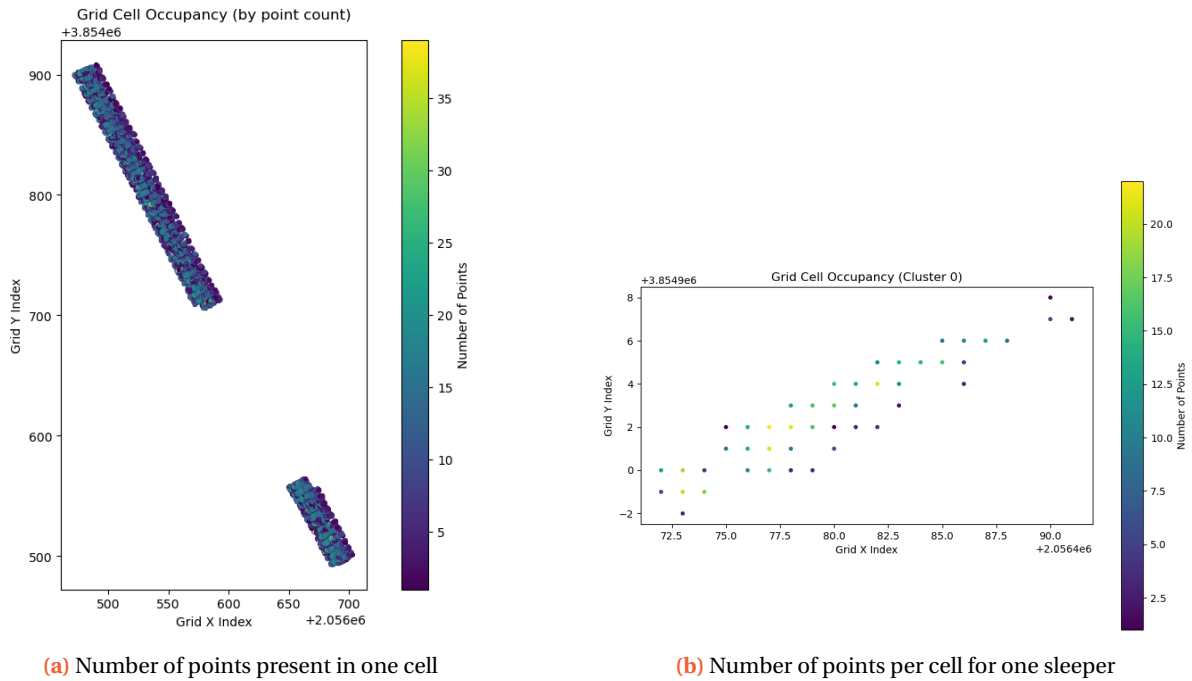 Grid Cell Occupancy (by point count)
+3.854e6
900
800
700
600
500
Grid Y Index
500 550 600 650 700
Grid X Index
+2.056e6
35
30
25
20
15
10
5
Number of Points
(a) Number of points present in one cell
Grid Cell Occupancy (Cluster 0)
+3.8549e6
8
6
4
2
0
−2
Grid Y Index
72.5 75.0 77.5 80.0 82.5 85.0 87.5 90.0
Grid X Index
+2.0564e6
20.0
17.5
15.0
12.5
10.0
7.5
5.0
2.5
Number of Points
(b) Number of points per cell for one sleeper